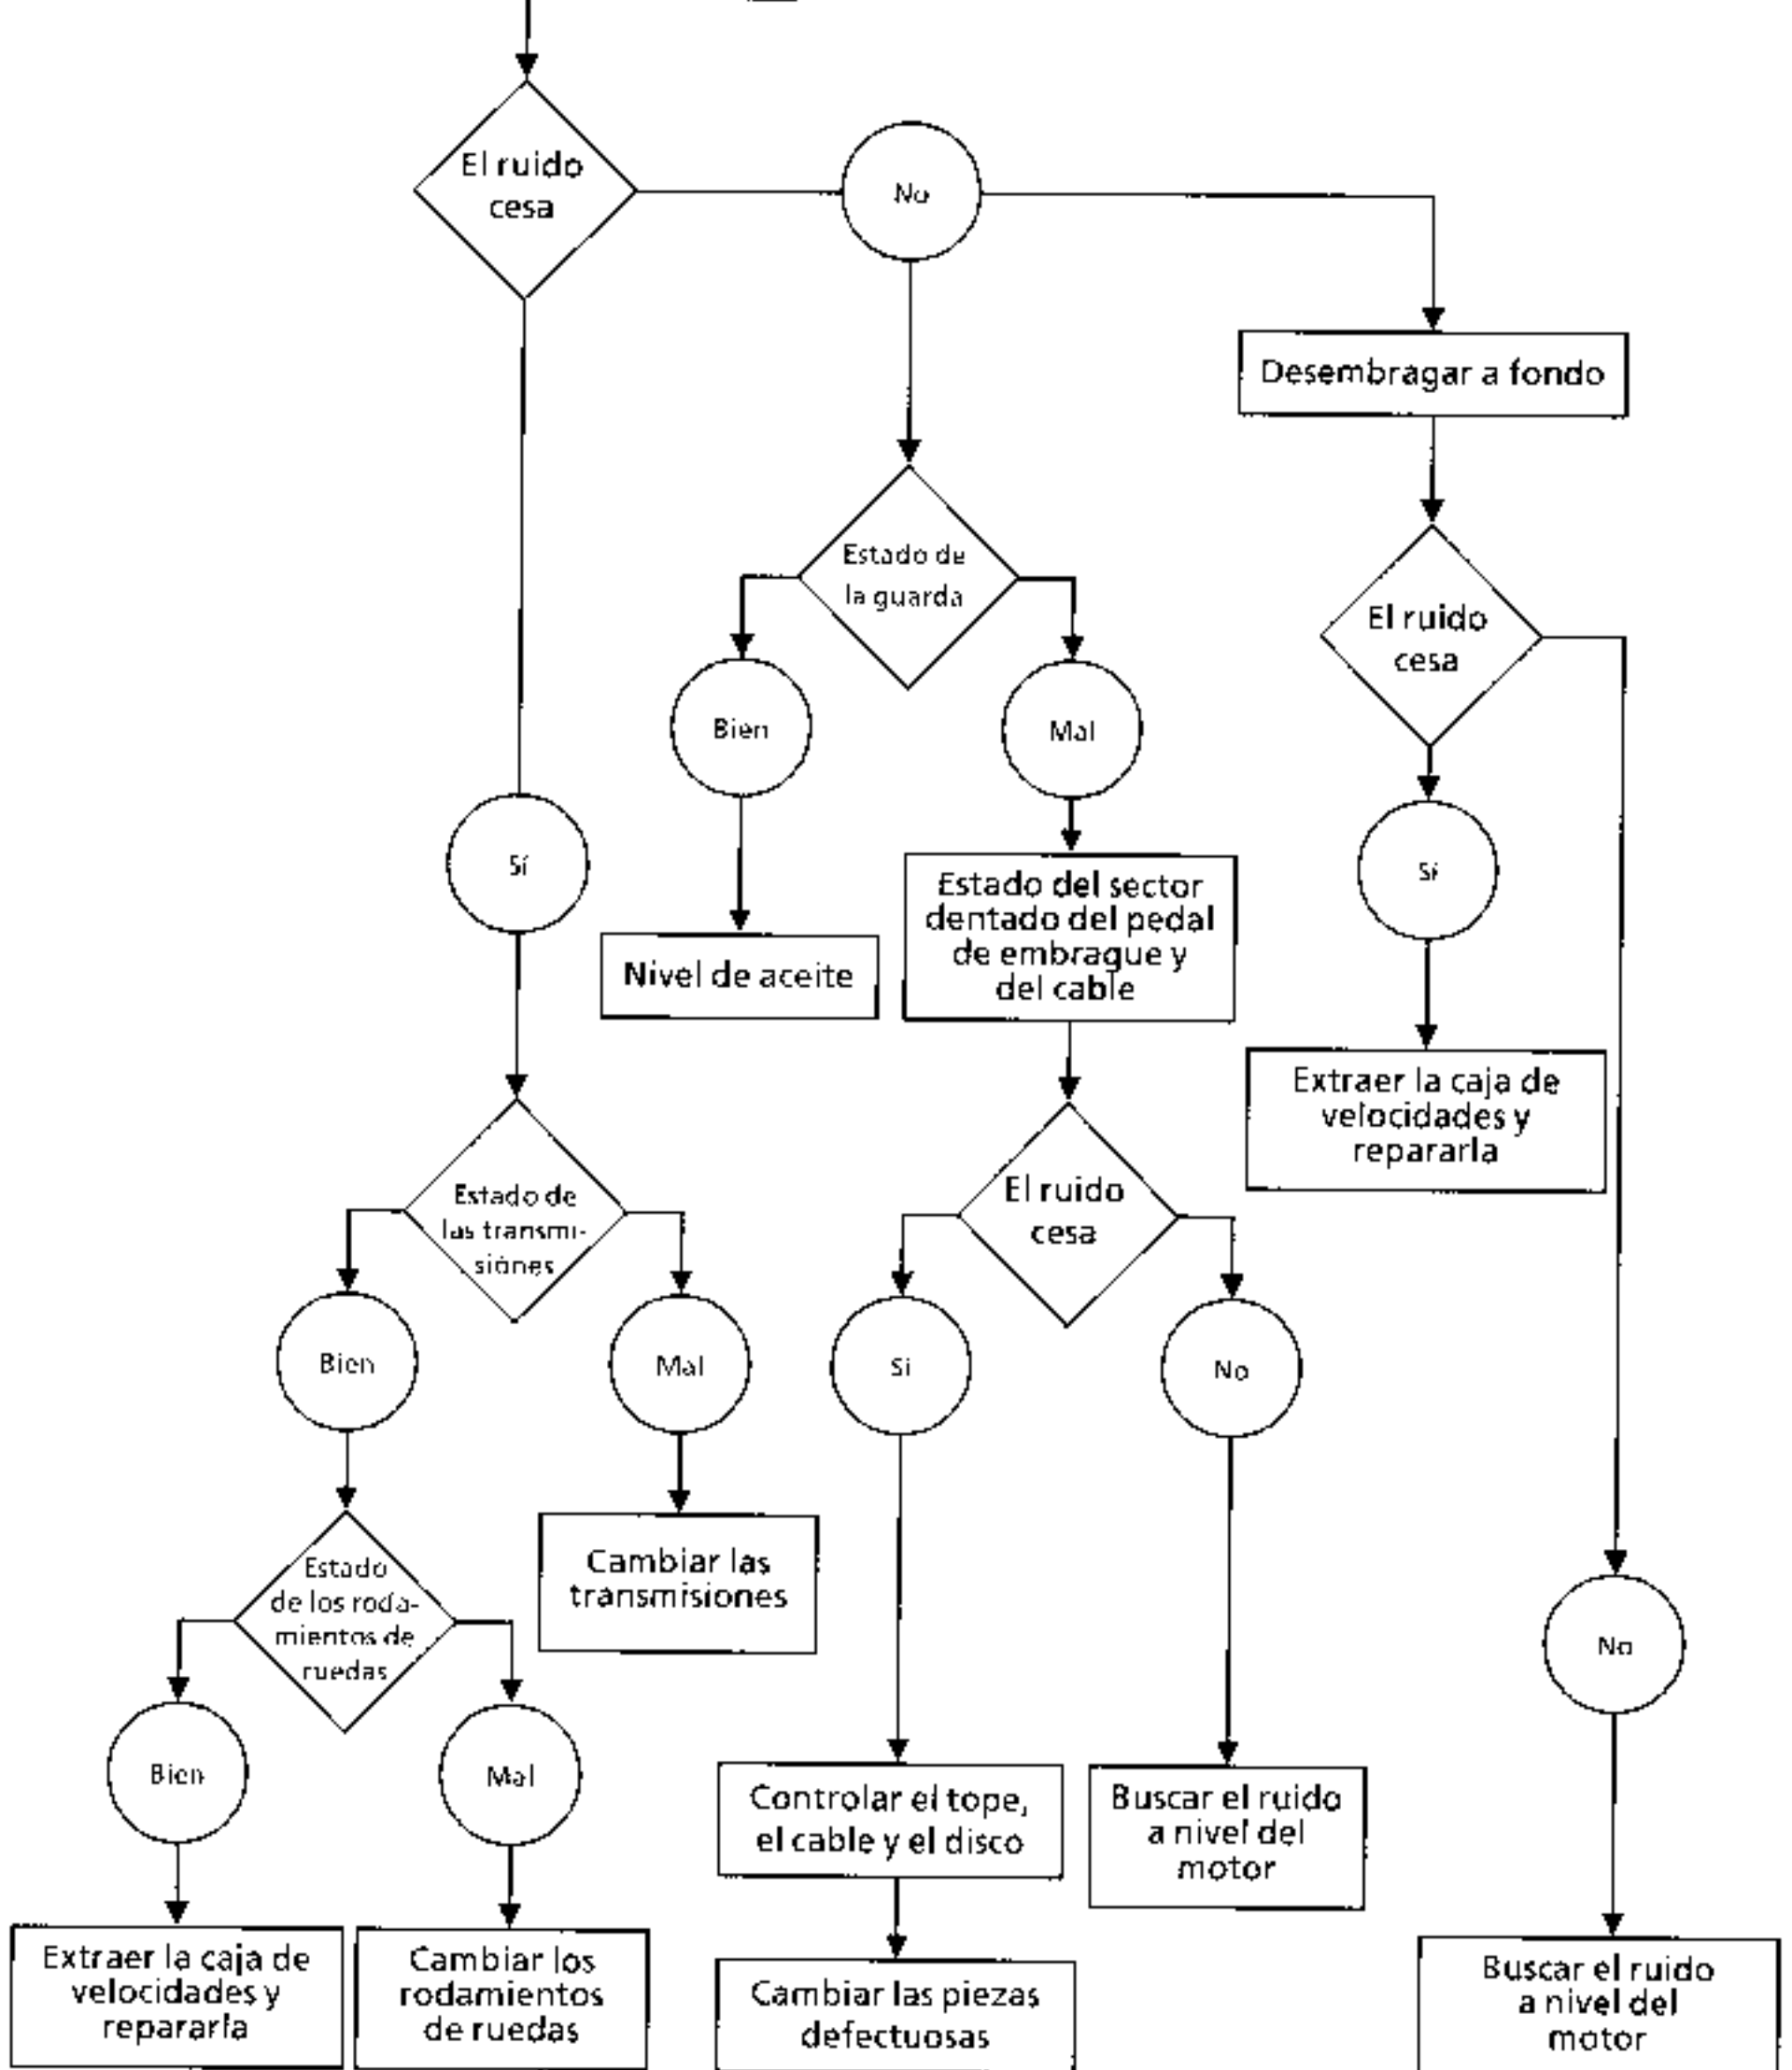 El ruido
cesa
No
Desembragar a fondo
Estado de
la guarda
El ruido
cesa
Bien
Mal
Sí
Sí
Estado del sector
dentado del pedal
de embrague y
del cable
Nivel de aceite
Extraer la caja de
velocidades y
repararla
Estado de
las transmi-
siones
El ruido
cesa
Bien
Mal
Si
No
Estado
de los roda-
mientos de
ruedas
Cambiar las
transmisiones
No
Bien
Mal
Controlar el tope,
el cable y el disco
Buscar el ruido
a nivel del
motor
Extraer la caja de
velocidades y
repararla
Cambiar los
rodamientos
de ruedas
Cambiar las piezas
defectuosas
Buscar el ruido
a nivel del
motor